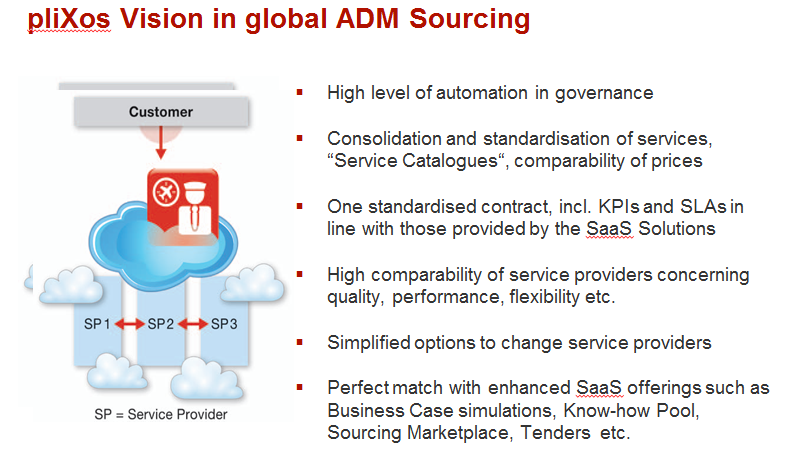 pliXos Vision in global ADM Sourcing
Customer
SP 1
SP2
SP 3
SP = Service Provider
▪ High level of automation in governance
▪ Consolidation and standardisation of services,
“Service Catalogues“, comparability of prices
▪ One standardised contract, incl. KPIs and SLAs in
line with those provided by the SaaS Solutions
▪ High comparability of service providers concerning
quality, performance, flexibility etc.
▪ Simplified options to change service providers
▪ Perfect match with enhanced SaaS offerings such as
Business Case simulations, Know-how Pool,
Sourcing Marketplace, Tenders etc.